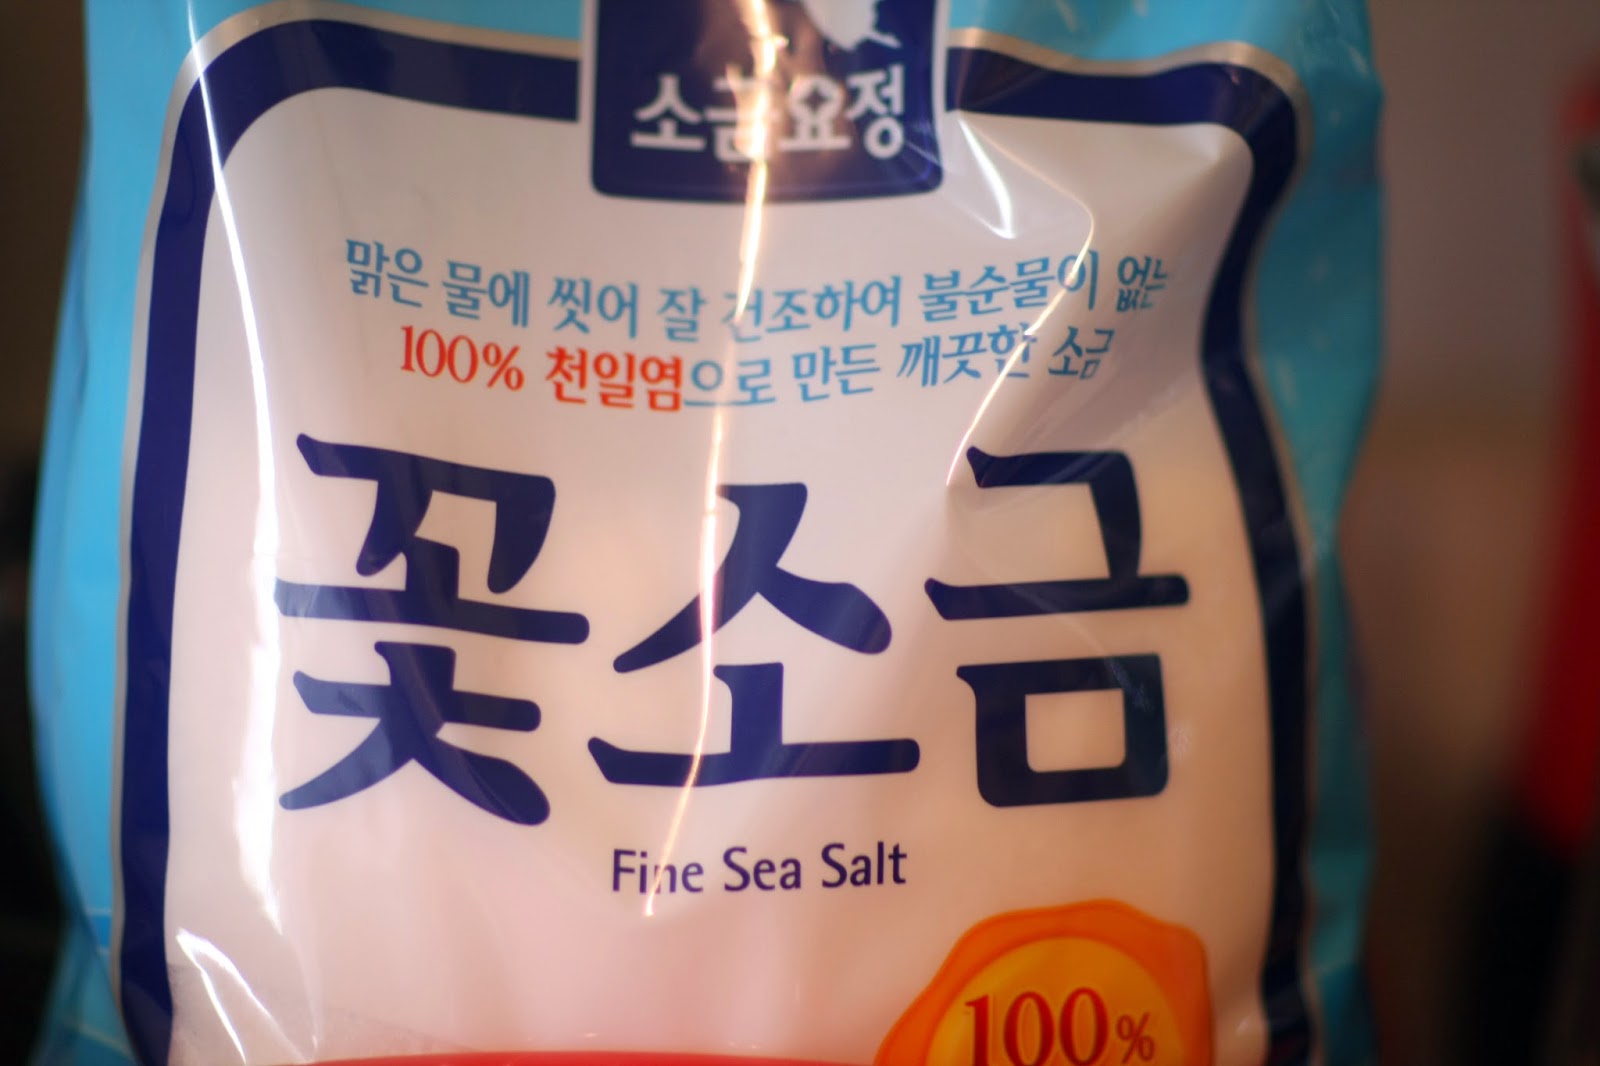 소금요정
맑은 물에 씻어 잘 건조하여 불순물이 없는
100% 천일염으로 만든 깨끗한 소금
꽃소금
Fine Sea Salt
100%